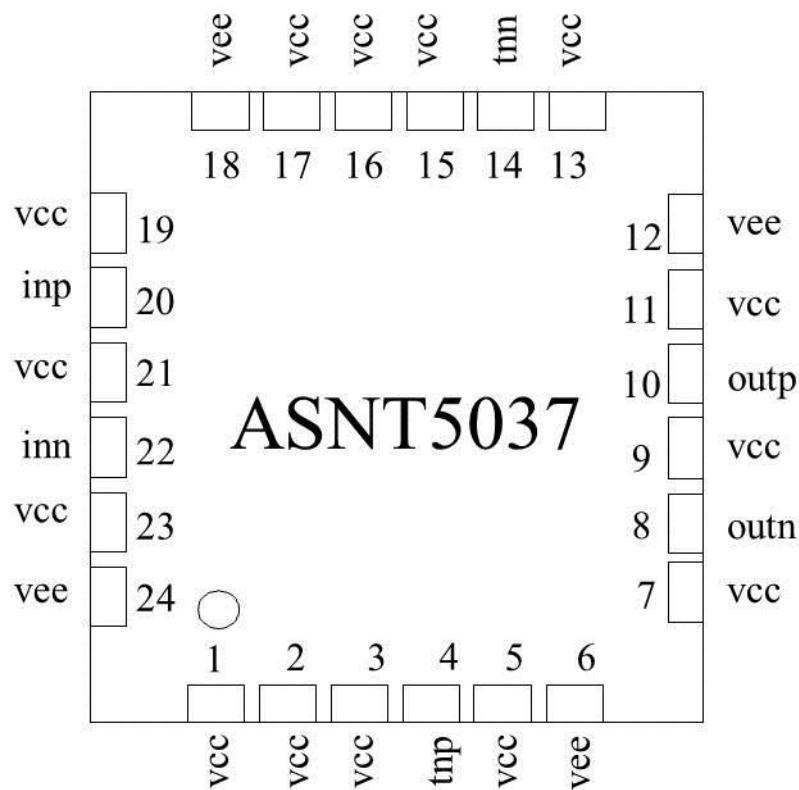 vee vcc vcc vcc tnn vcc
18 17 16 15 14 13
vcc 19 12 vee
inp 20 11 vcc
vcc 21 10 outp
ASNT5037
inn 22 9 vcc
vcc 23 8 outn
vee 24 7 vcc
1 2 3 4 5 6
vcc vcc vcc tnp vcc vee